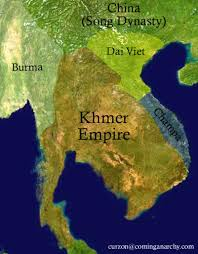 China
(Song Dynasty)
Dai Viet
Burma
Champa
Khmer
Empire
curzon@cominganarchy.com